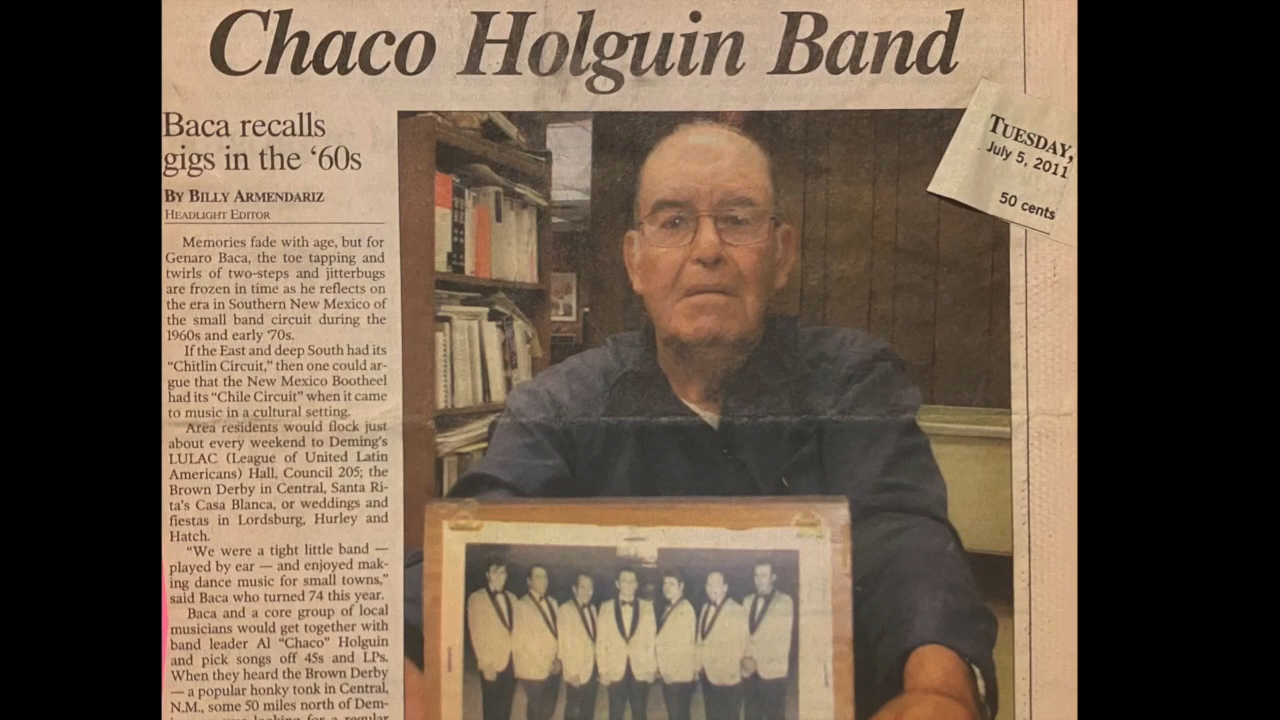 Chaco Holguin Band
Baca recalls
gigs in the ‘60s
BY BILLY ARMENDARIZ
HEADLIGHT EDITOR
Memories fade with age, but for
Genaro Baca, the toe tapping and
twirls of two-steps and jitterbugs
are frozen in time as he reflects on
the era in Southern New Mexico of
the small band circuit during the
1960s and early ‘70s.
If the East and deep South had its
“Chitlin Circuit,” then one could ar-
gue that the New Mexico Bootheel
had its “Chile Circuit” when it came
to music in a cultural setting.
Area residents would flock just
about every weekend to Deming’s
LULAC (League of United Latin
Americans) Hall, Council 205; the
Brown Derby in Central, Santa Ri-
ta’s Casa Blanca, or weddings and
fiestas in Lordsburg, Hurley and
Hatch.
“We were a tight little band —
played by ear — and enjoyed mak-
ing dance music for small towns,”
said Baca who turned 74 this year.
Baca and a core group of local
musicians would get together with
band leader Al “Chaco” Holguin
and pick songs off 45s and LPs.
When they heard the Brown Derby
— a popular honky tonk in Central,
N.M., some 50 miles north of Dem-
looking for a regular
TUESDAY,
July 5, 2011
50 cents